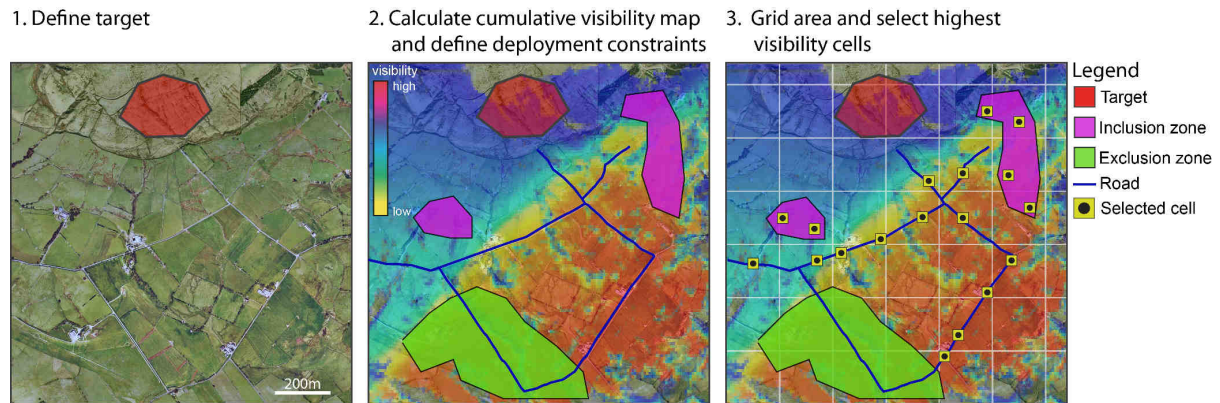 1. Define target
2. Calculate cumulative visibility map
and define deployment constraints
3. Grid area and select highest
visibility cells
visibility
high
low
200m
Legend
Target
Inclusion zone
Exclusion zone
Road
Selected cell